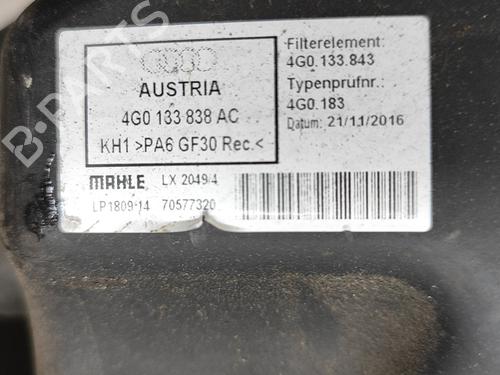 AUSTRIA
4G0 133 838 AC
KH1 >PA6 GF30 Rec.<
Filterelement:
4G0.133.843
Typenprüfnr.:
4G0.183
Datum: 21/11/2016
MAHLE LX 2049/4
LP1809-14 70577320
B-PARTS